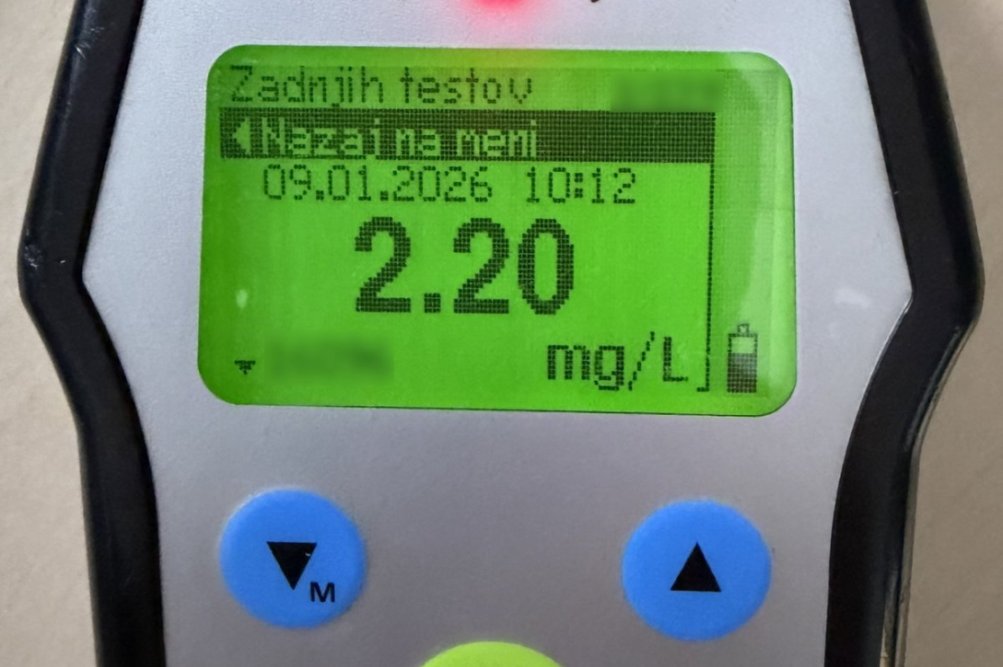 Zadnjih testov
Nazaj na meni
09.01.2026 10:12
2.20
mg/L
M